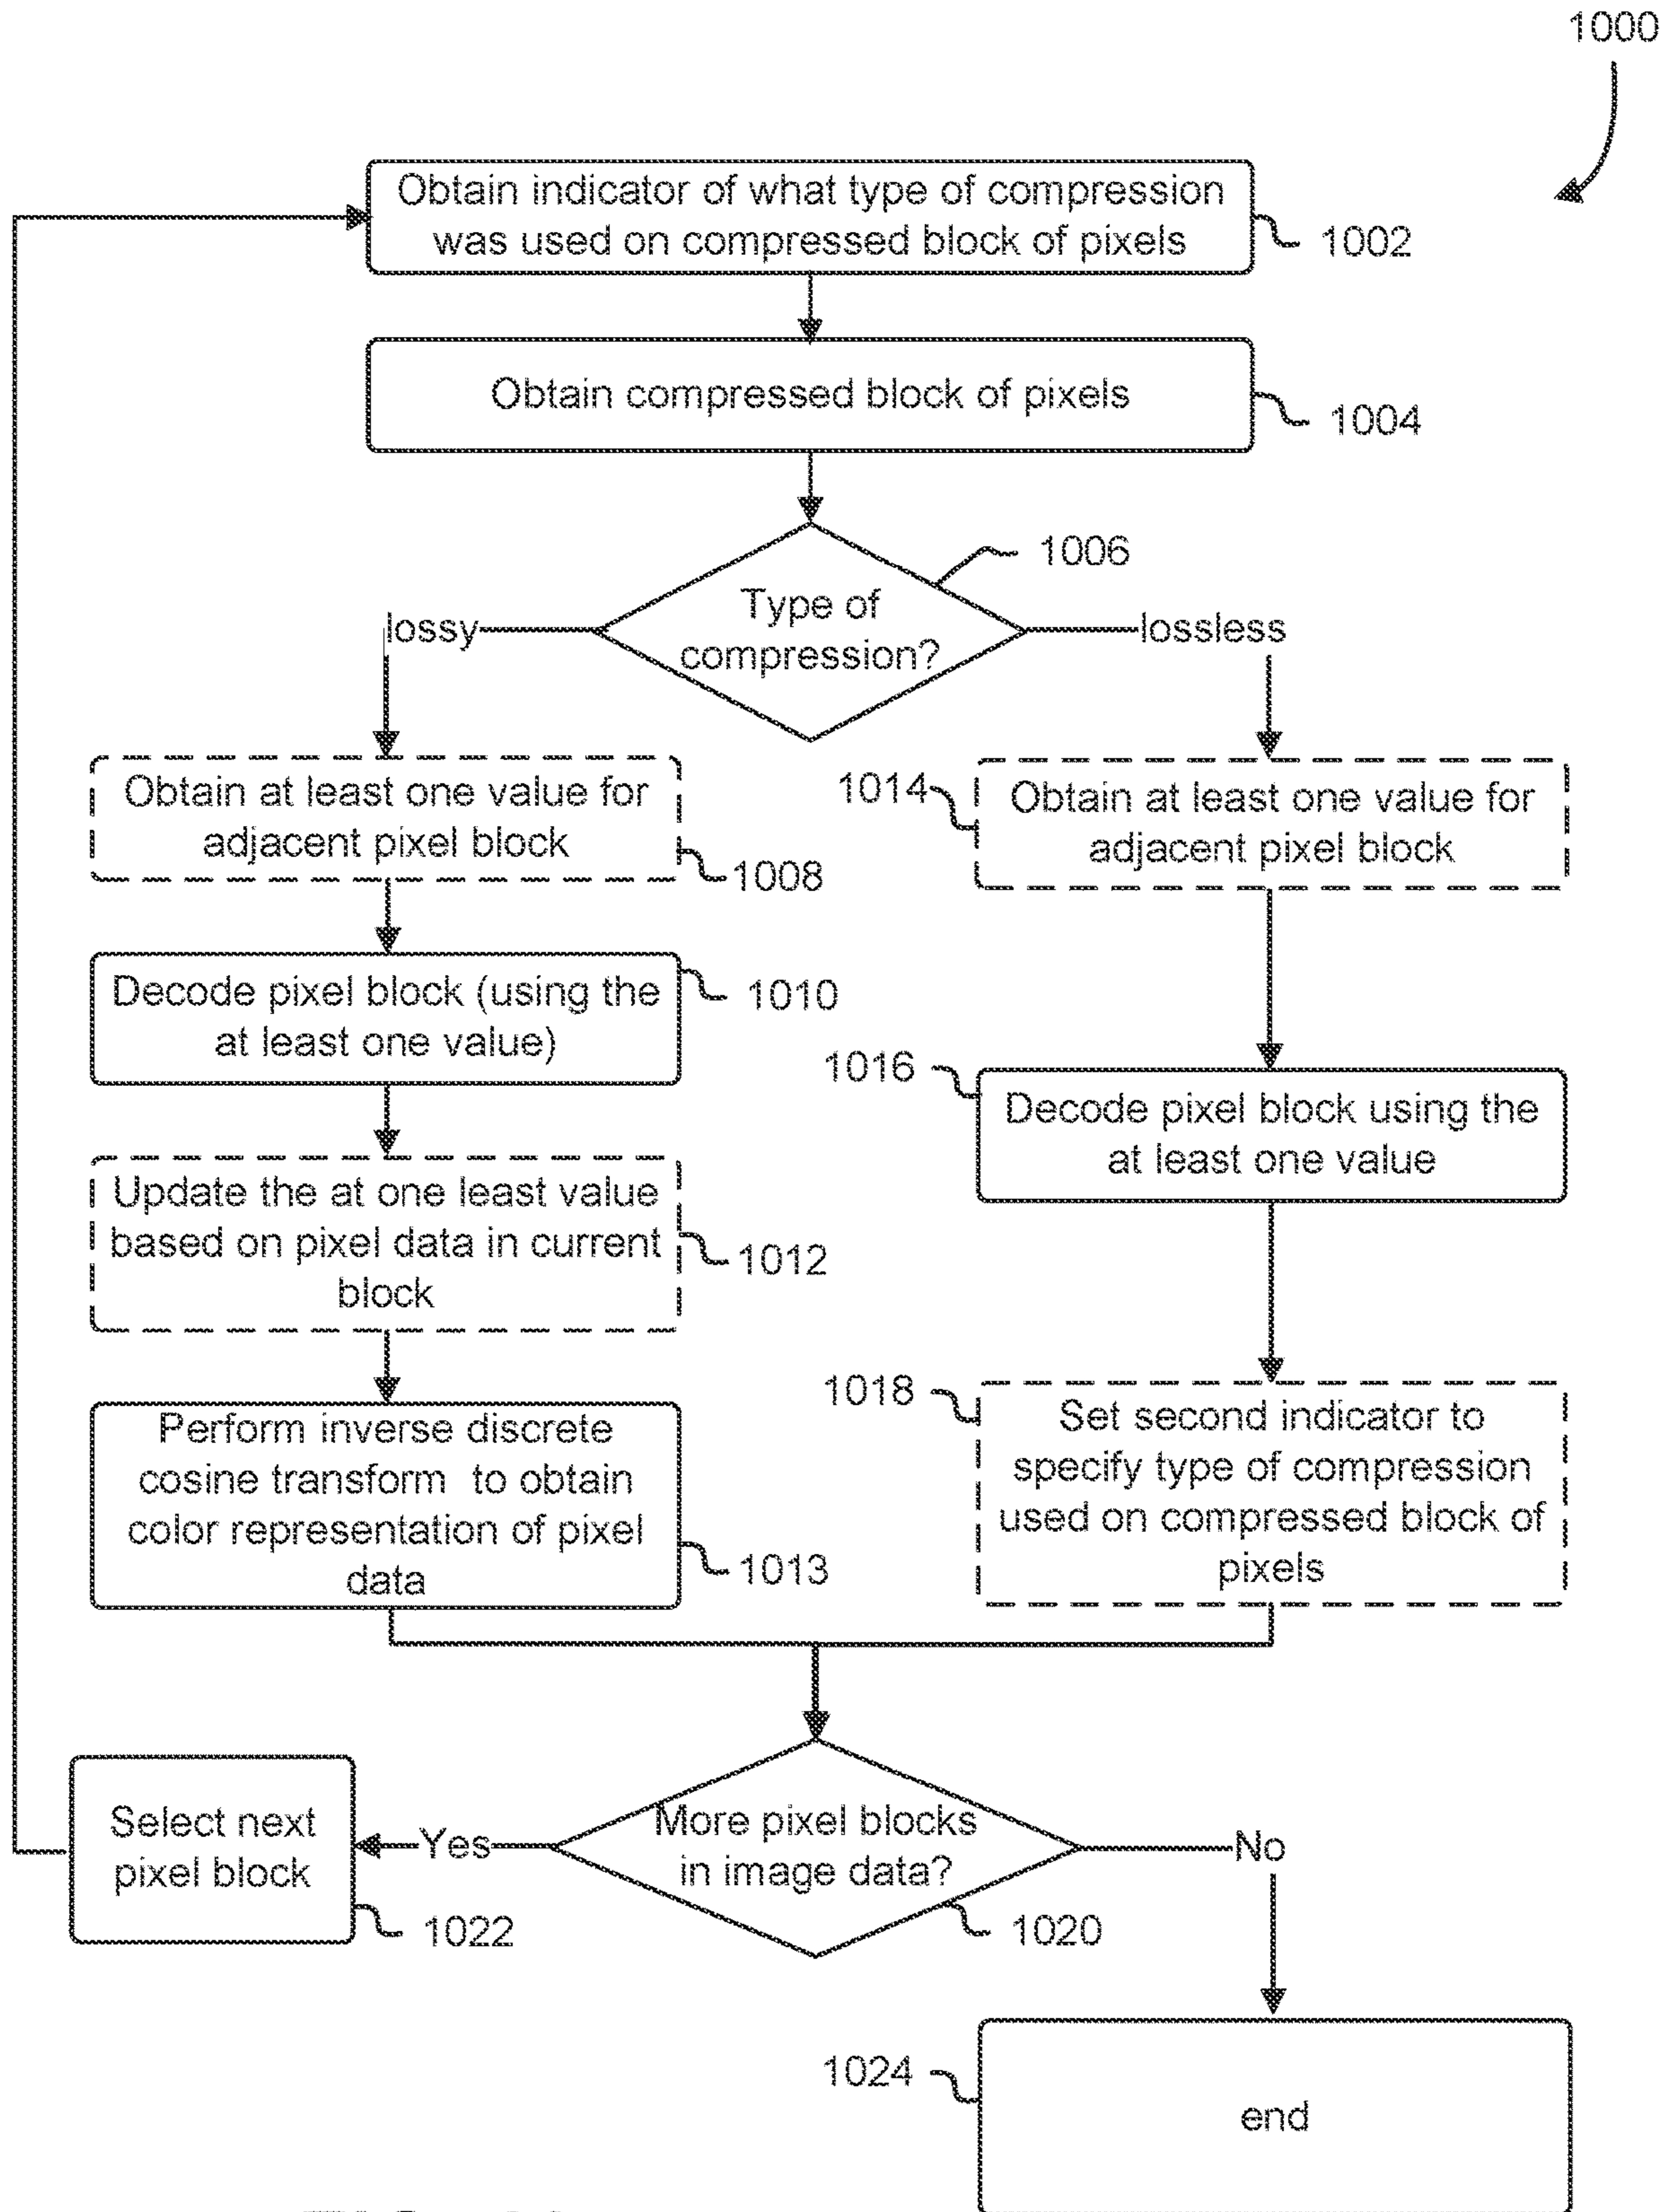 1000
Obtain indicator of what type of compression
was used on compressed block of pixels
1002
Obtain compressed block of pixels
1004
1006
Type of
compression?
lossy
lossless
Obtain at least one value for
adjacent pixel block
1008
1014
Obtain at least one value for
adjacent pixel block
Decode pixel block (using the
at least one value)
1010
1016
Decode pixel block using the
at least one value
Update the at one least value
based on pixel data in current
block
1012
Perform inverse discrete
cosine transform to obtain
color representation of pixel
data
1013
1018
Set second indicator to
specify type of compression
used on compressed block of
pixels
Select next
pixel block
1022
Yes
More pixel blocks
in image data?
1020
No
1024
end